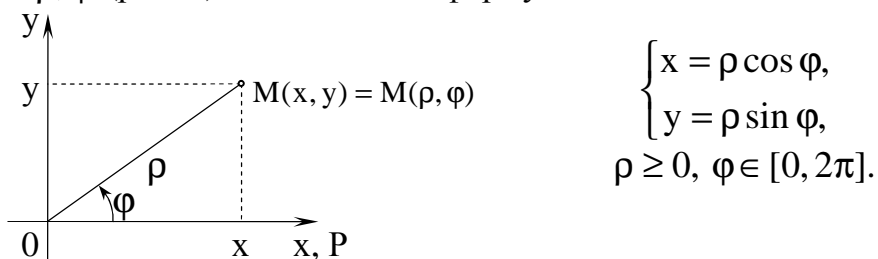 y
y
M(x, y) = M(ρ, φ)
ρ
φ
0
x
x, P
x = ρ cos φ,
y = ρ sin φ,
ρ ≥ 0, φ ∈ [0, 2π].